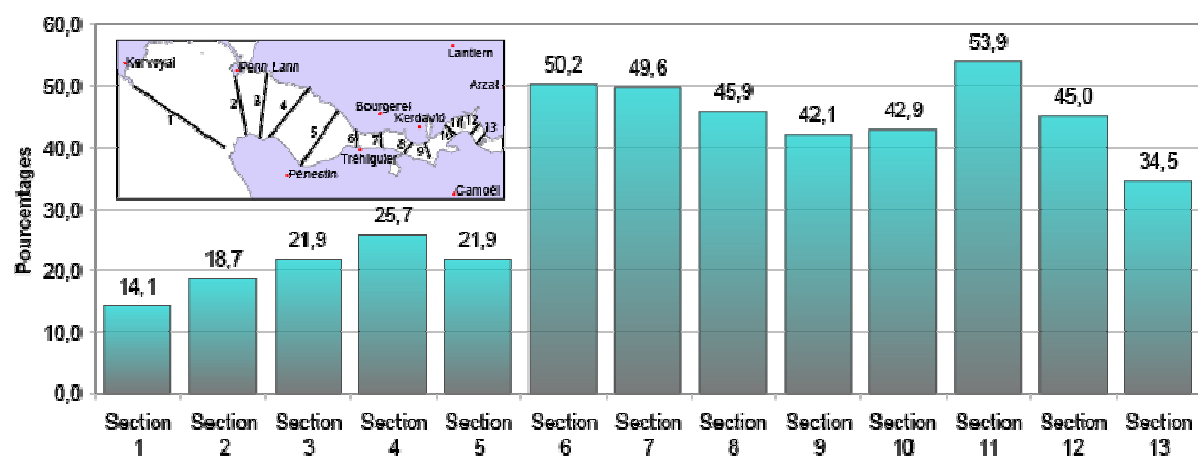 60,0
50,0
40,0
30,0
20,0
10,0
0,0
Pourcentages
Kervoyal
Penn Lann
Lantiern
Arzal
Bourgerel
Kerdavid
Tréhiguier
Pénestin
Camoël
1
2
3
4
5
6
7
8
9
10
12
13
14,1
18,7
21,9
25,7
21,9
50,2
49,6
45,9
42,1
42,9
53,9
45,0
34,5
Section 1
Section 2
Section 3
Section 4
Section 5
Section 6
Section 7
Section 8
Section 9
Section 10
Section 11
Section 12
Section 13